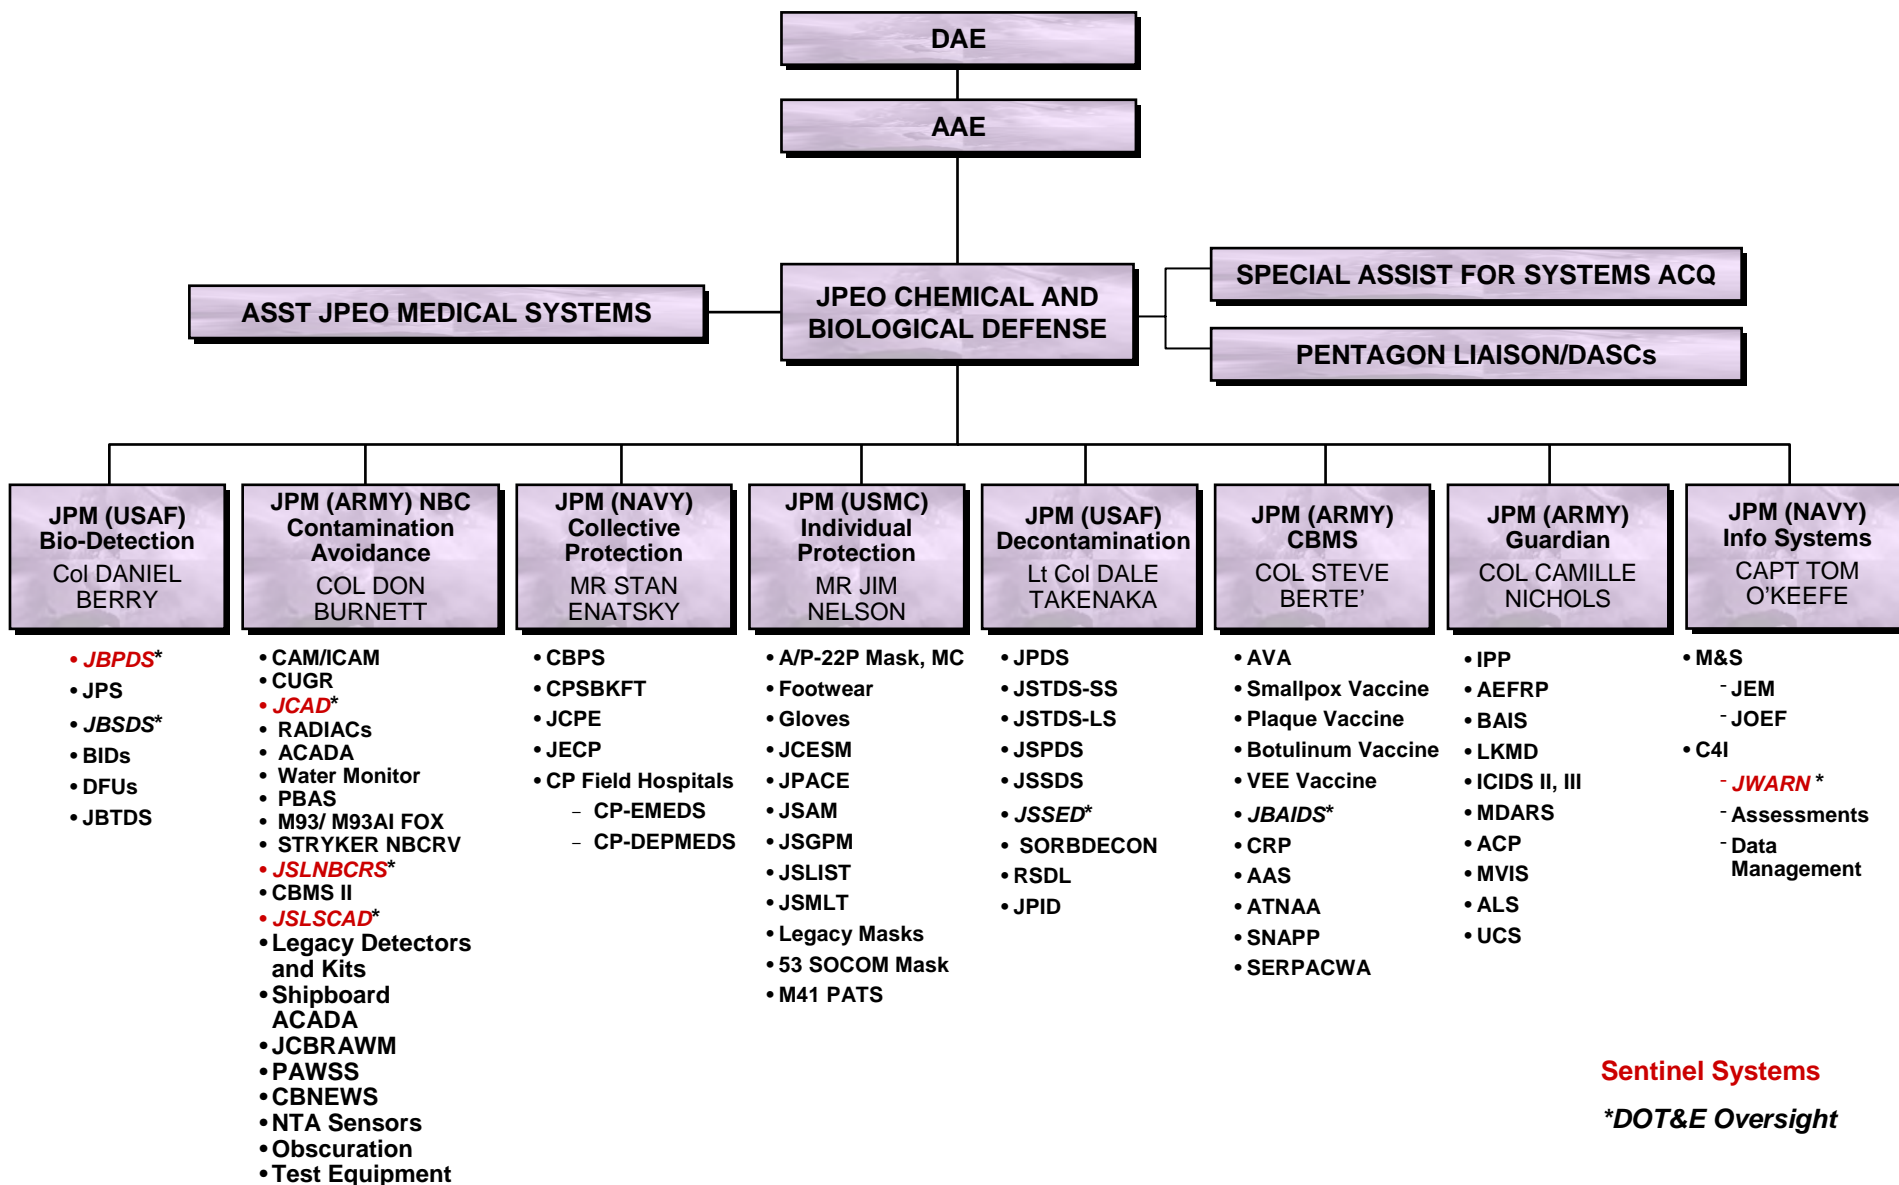 DAE
AAE
ASST JPEO MEDICAL SYSTEMS
JPEO CHEMICAL AND
BIOLOGICAL DEFENSE
SPECIAL ASSIST FOR SYSTEMS ACQ
PENTAGON LIAISON/DASCs
JPM (USAF)
Bio-Detection
Col DANIEL
BERRY
• JBPDS*
• JPS
• JBSDS*
• BIDs
• DFUs
• JBTDS
JPM (ARMY) NBC
Contamination
Avoidance
COL DON
BURNETT
• CAM/ICAM
• CUGR
• JCAD*
• RADIACs
• ACADA
• Water Monitor
• PBAS
• M93/ M93AI FOX
• STRYKER NBCRV
• JSLNBCRS*
• CBMS II
• JSLSCAD*
• Legacy Detectors
and Kits
• Shipboard
ACADA
• JCBRAWM
• PAWSS
• CBNEWS
• NTA Sensors
• Obscuration
• Test Equipment
JPM (NAVY)
Collective
Protection
MR STAN
ENATSKY
• CBPS
• CPSBKFT
• JCPE
• JECP
• CP Field Hospitals
– CP-EMEDS
– CP-DEPMEDS
JPM (USMC)
Individual
Protection
MR JIM
NELSON
• A/P-22P Mask, MC
• Footwear
• Gloves
• JCESM
• JPACE
• JSAM
• JSGPM
• JSLIST
• JSMLT
• Legacy Masks
• 53 SOCOM Mask
• M41 PATS
JPM (USAF)
Decontamination
Lt Col DALE
TAKENAKA
• JPDS
• JSTDS-SS
• JSTDS-LS
• JSPDS
• JSSDS
• JSSED*
• SORBDECON
• RSDL
• JPID
JPM (ARMY)
CBMS
COL STEVE
BERTE’
• AVA
• Smallpox Vaccine
• Plaque Vaccine
• Botulinum Vaccine
• VEE Vaccine
• JBAIDS*
• CRP
• AAS
• ATNAA
• SNAPP
• SERPACWA
JPM (ARMY)
Guardian
COL CAMILLE
NICHOLS
• IPP
• AEFRP
• BAIS
• LKMD
• ICIDS II, III
• MDARS
• ACP
• MVIS
• ALS
• UCS
JPM (NAVY)
Info Systems
CAPT TOM
O’KEEFE
• M&S
- JEM
- JOEF
• C4I
- JWARN *
- Assessments
- Data
Management
Sentinel Systems
*DOT&E Oversight